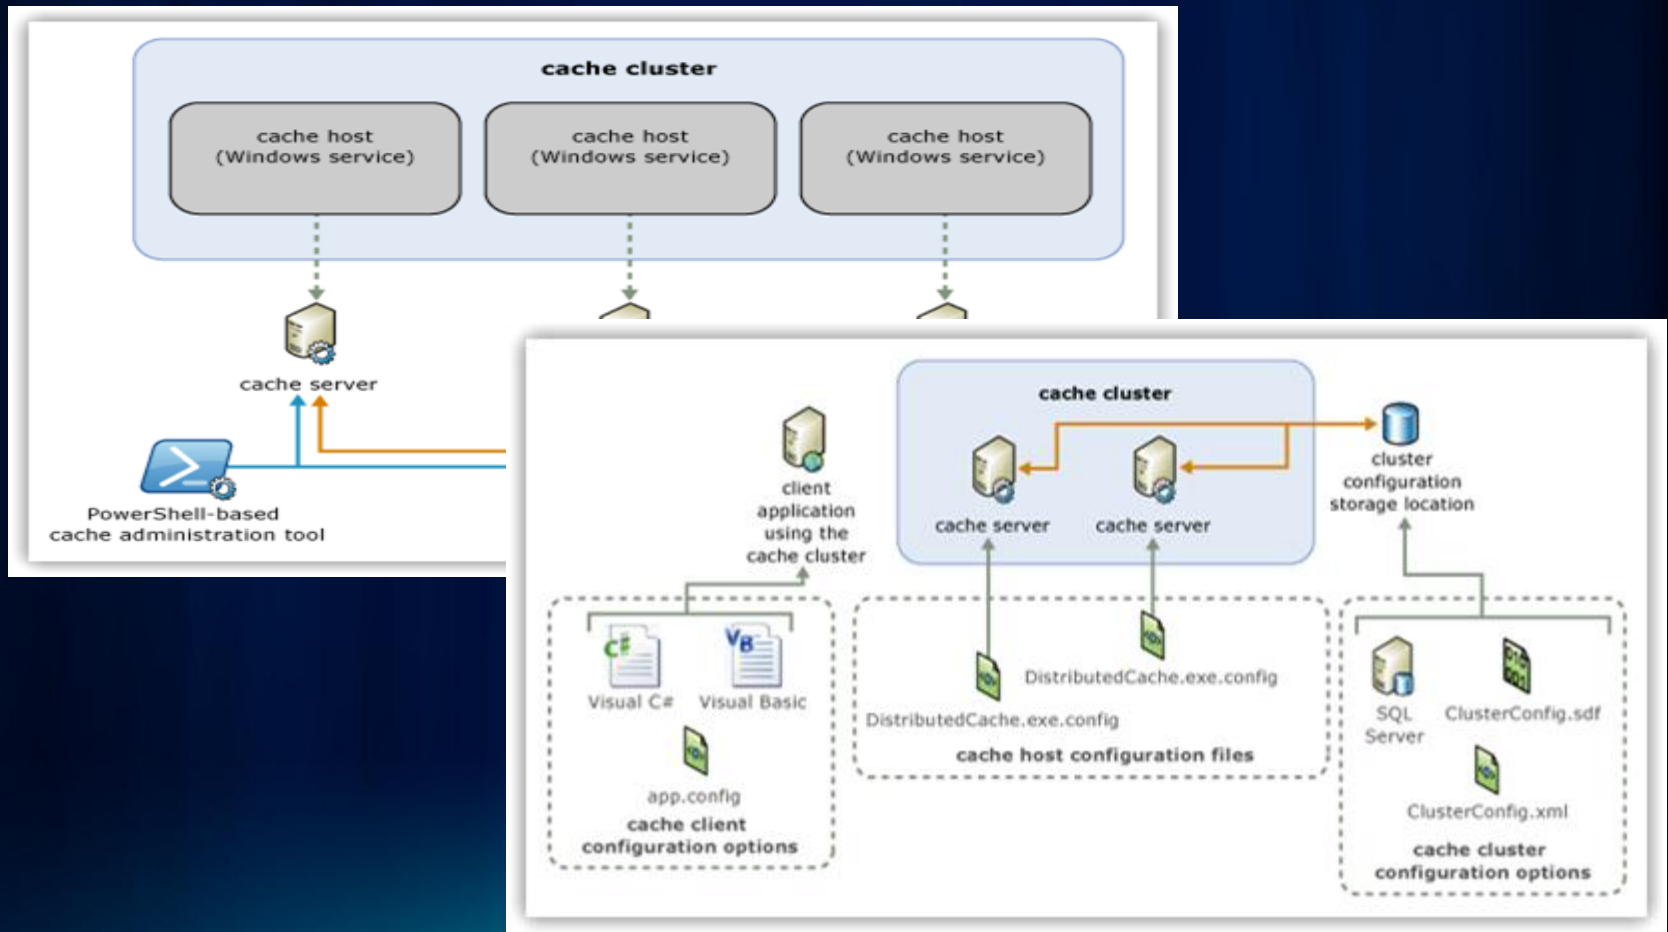 cache cluster
cache host
(Windows service)
cache host
(Windows service)
cache host
(Windows service)
cache server
PowerShell-based
cache administration tool
cache cluster
client
application
using the
cache cluster
cache server
cache server
cluster
configuration
storage location
C#
Visual C#
VB
Visual Basic
app.config
cache client
configuration options
DistributedCache.exe.config
DistributedCache.exe.config
cache host configuration files
SQL
Server
010
001
ClusterConfig.sdf
ClusterConfig.xml
cache cluster
configuration options